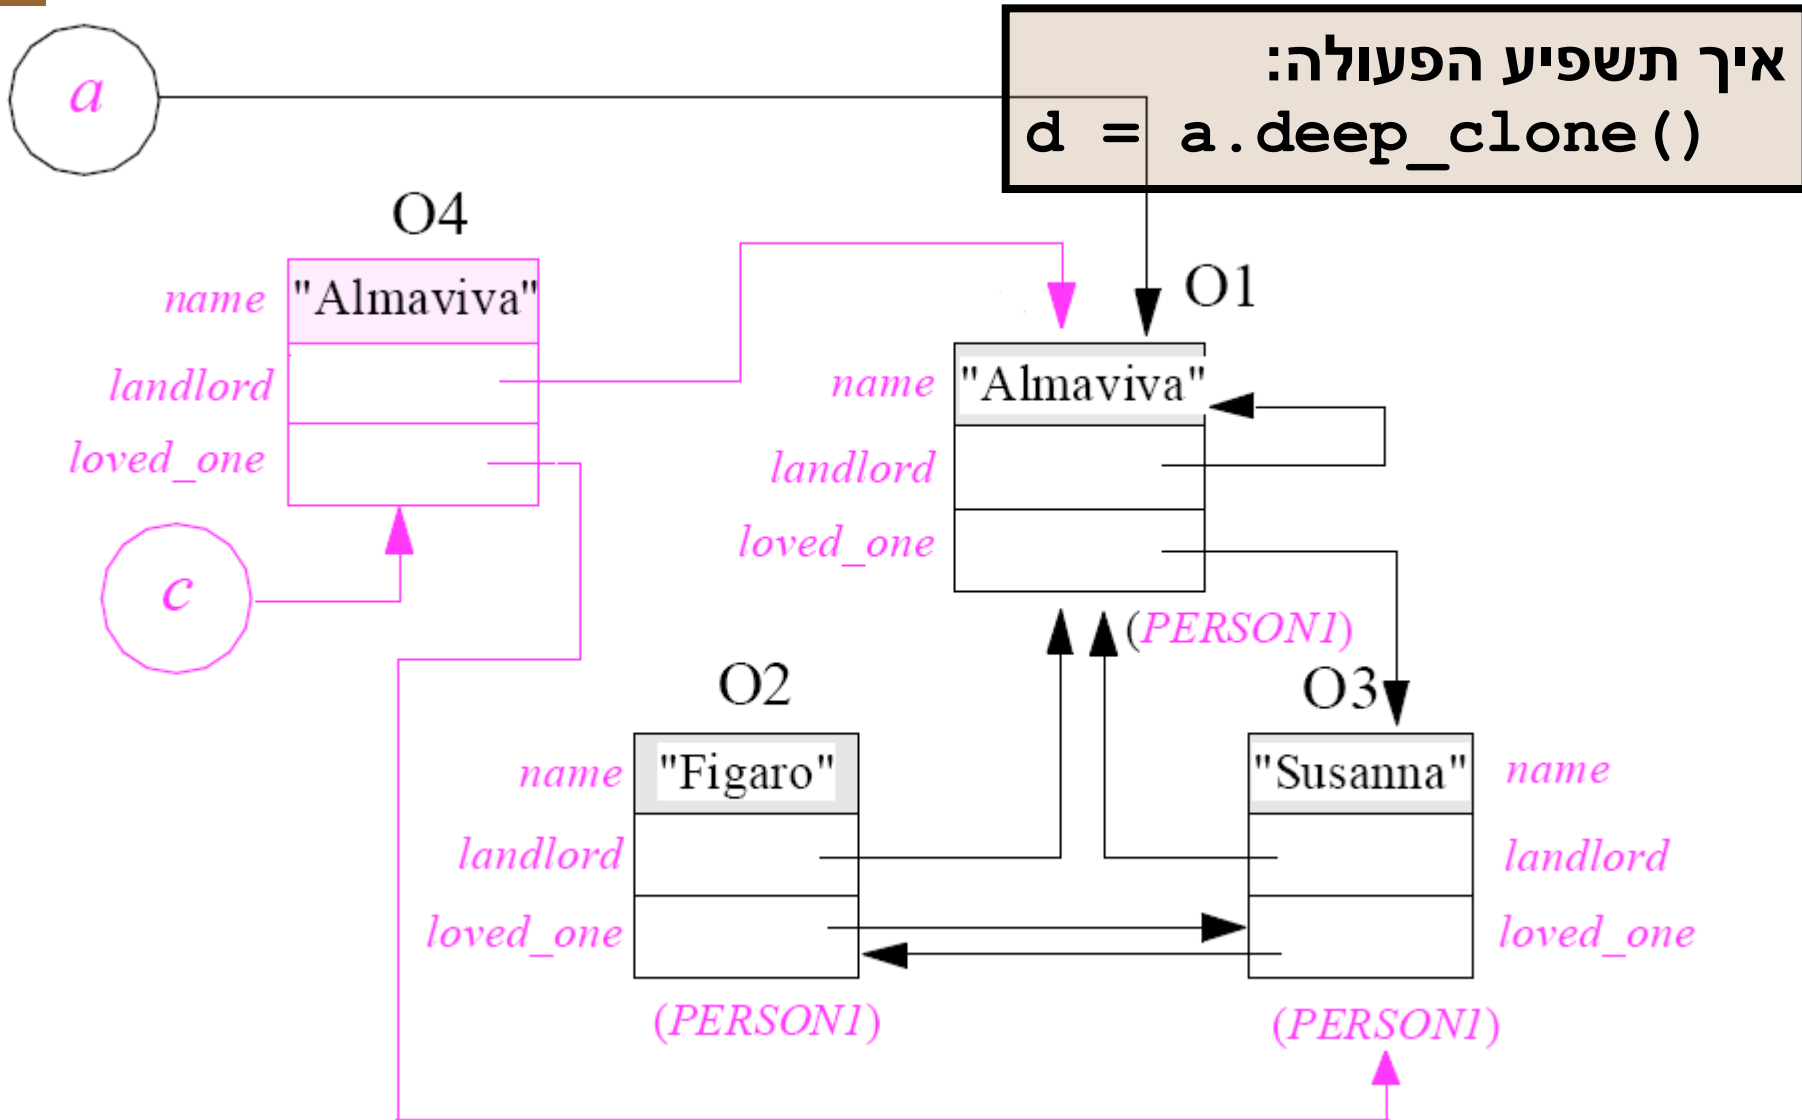 a
איך תשפיע הפעולה:
d = a.deep_clone()
O4
name "Almaviva"
landlord
loved_one
c
O1
name "Almaviva"
landlord
loved_one
(PERSON1)
O2
name "Figaro"
landlord
loved_one
(PERSON1)
O3
"Susanna" name
landlord
loved_one
(PERSON1)